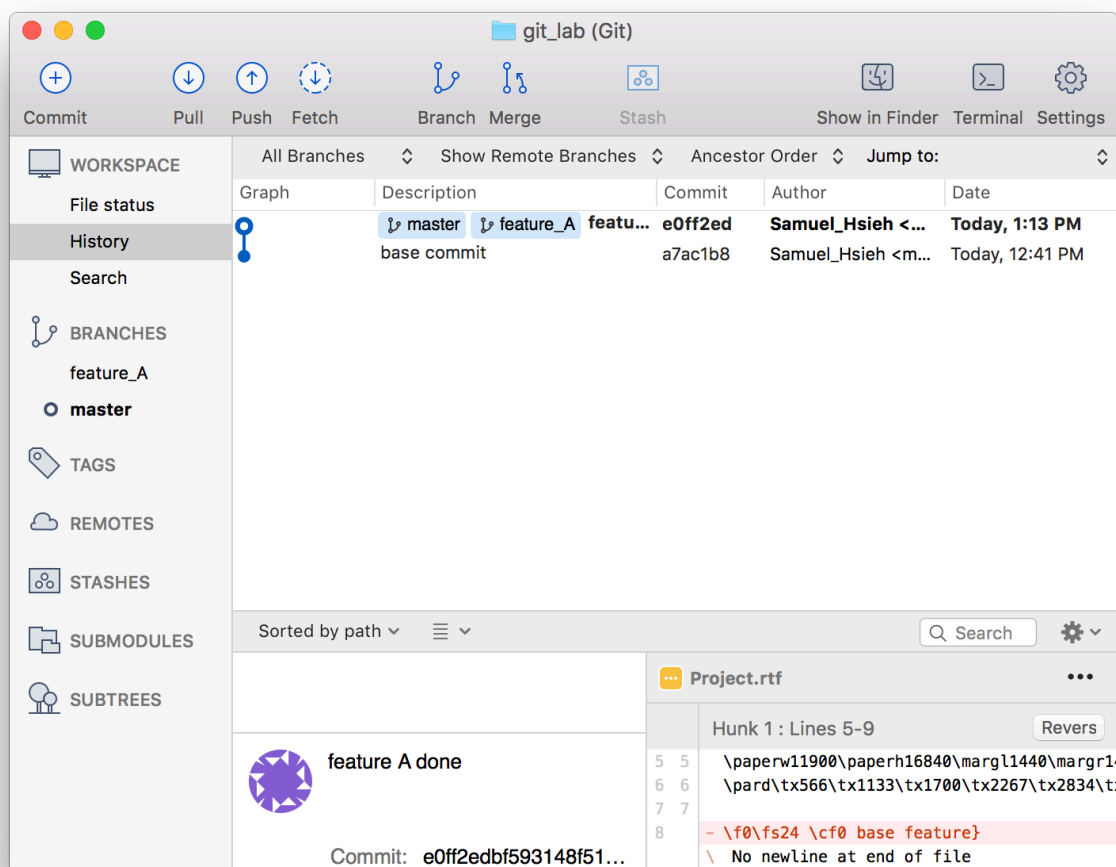 git_lab (Git)
Commit Pull Push Fetch Branch Merge Stash Show in Finder Terminal Settings
WORKSPACE
File status
History
Search
BRANCHES
feature_A
master
TAGS
REMOTES
STASHES
SUBMODULES
SUBTREES
All Branches Show Remote Branches Ancestor Order Jump to:
Graph Description Commit Author Date
master feature_A featu... e0ff2ed Samuel_Hsieh <... Today, 1:13 PM
base commit a7ac1b8 Samuel_Hsieh <m... Today, 12:41 PM
Sorted by path Search
feature A done
Commit: e0ff2edbf593148f51...
Project.rtf
Hunk 1 : Lines 5-9 Revers
5 5 \paperw11900\paperh16840\margl1440\margr14
6 6 \pard\tx566\tx1133\tx1700\tx2267\tx2834\tx
7 7
8 - \f0\fs24 \cf0 base feature}
\ No newline at end of file